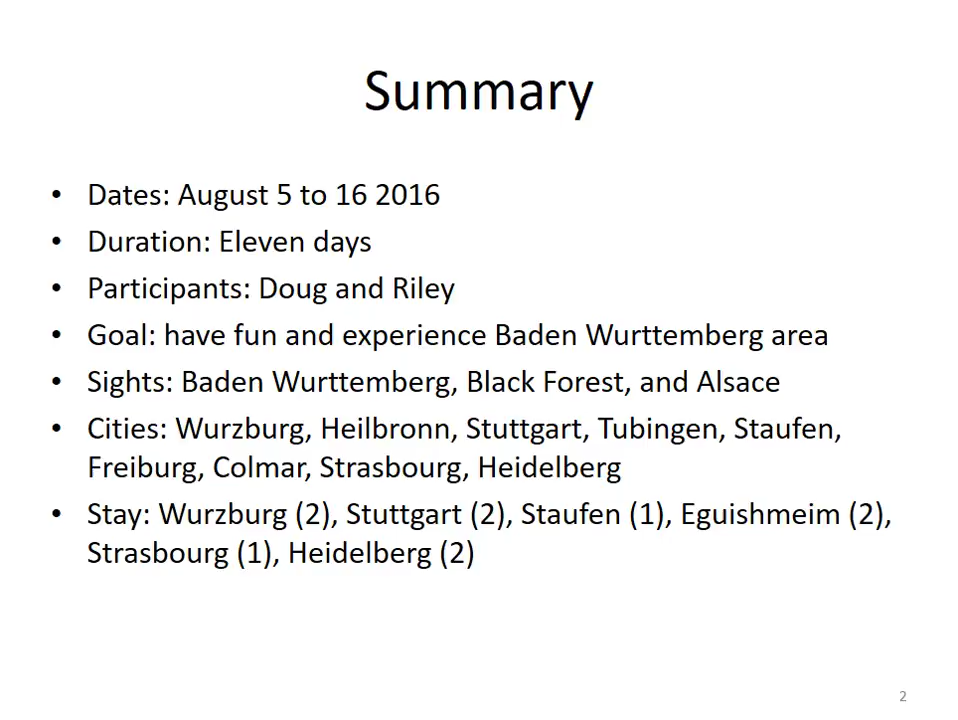 Summary
• Dates: August 5 to 16 2016
• Duration: Eleven days
• Participants: Doug and Riley
• Goal: have fun and experience Baden Wurttemberg area
• Sights: Baden Wurttemberg, Black Forest, and Alsace
• Cities: Wurzburg, Heilbronn, Stuttgart, Tubingen, Staufen,
Freiburg, Colmar, Strasbourg, Heidelberg
• Stay: Wurzburg (2), Stuttgart (2), Staufen (1), Eguishmeim (2),
Strasbourg (1), Heidelberg (2)
2